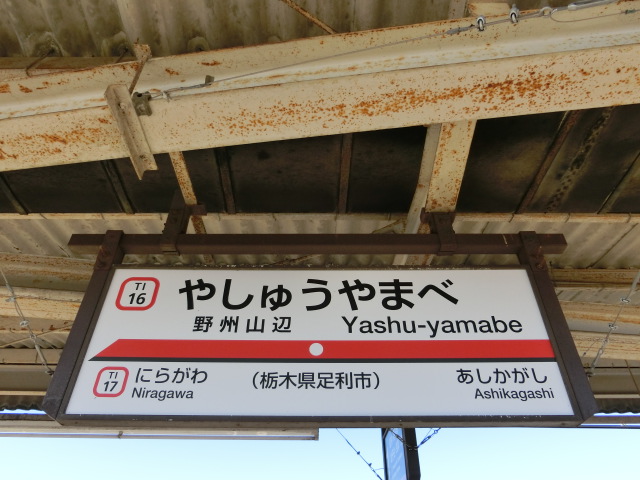 TI
16
やしゅうやまべ
野州山辺 Yashu-yamabe
TI
17
にらがわ
Niragawa
（栃木県足利市）
あしかがし
Ashikagashi